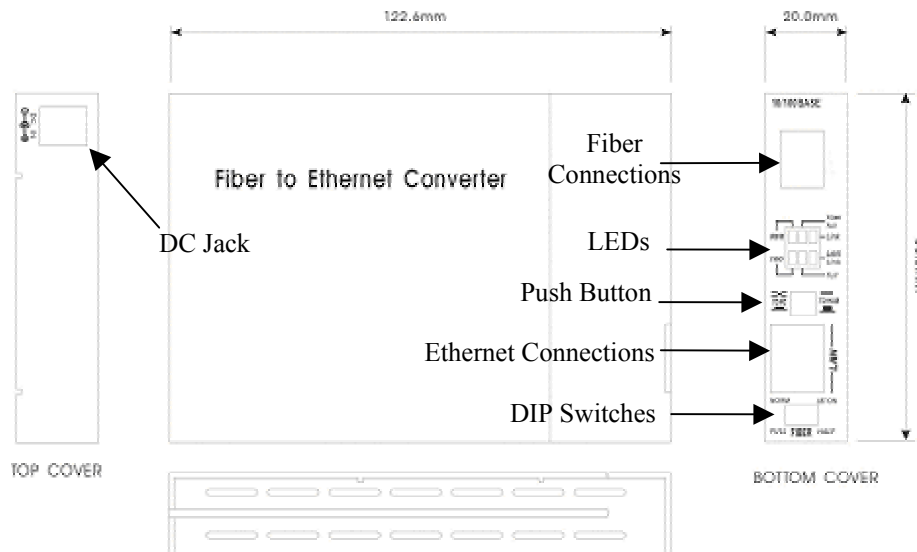 122.6mm
20.0mm
10/100BASE
Fiber to Ethernet Converter
Fiber
Connections
DC Jack
LEDs
Push Button
Ethernet Connections
DIP Switches
FIBER
TOP COVER
BOTTOM COVER